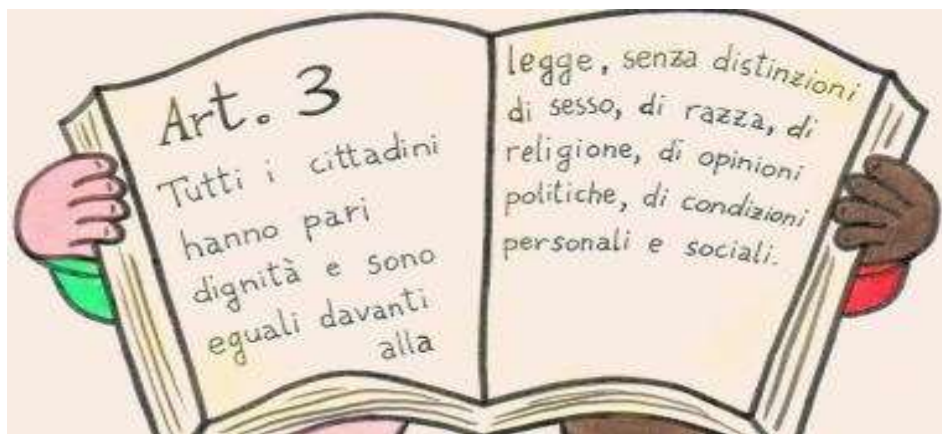 Art. 3
Tutti i cittadini
hanno pari
dignità e sono
eguali davanti
alla
legge, senza distinzioni
di sesso, di razza, di
religione, di opinioni
politiche, di condizioni
personali e sociali.